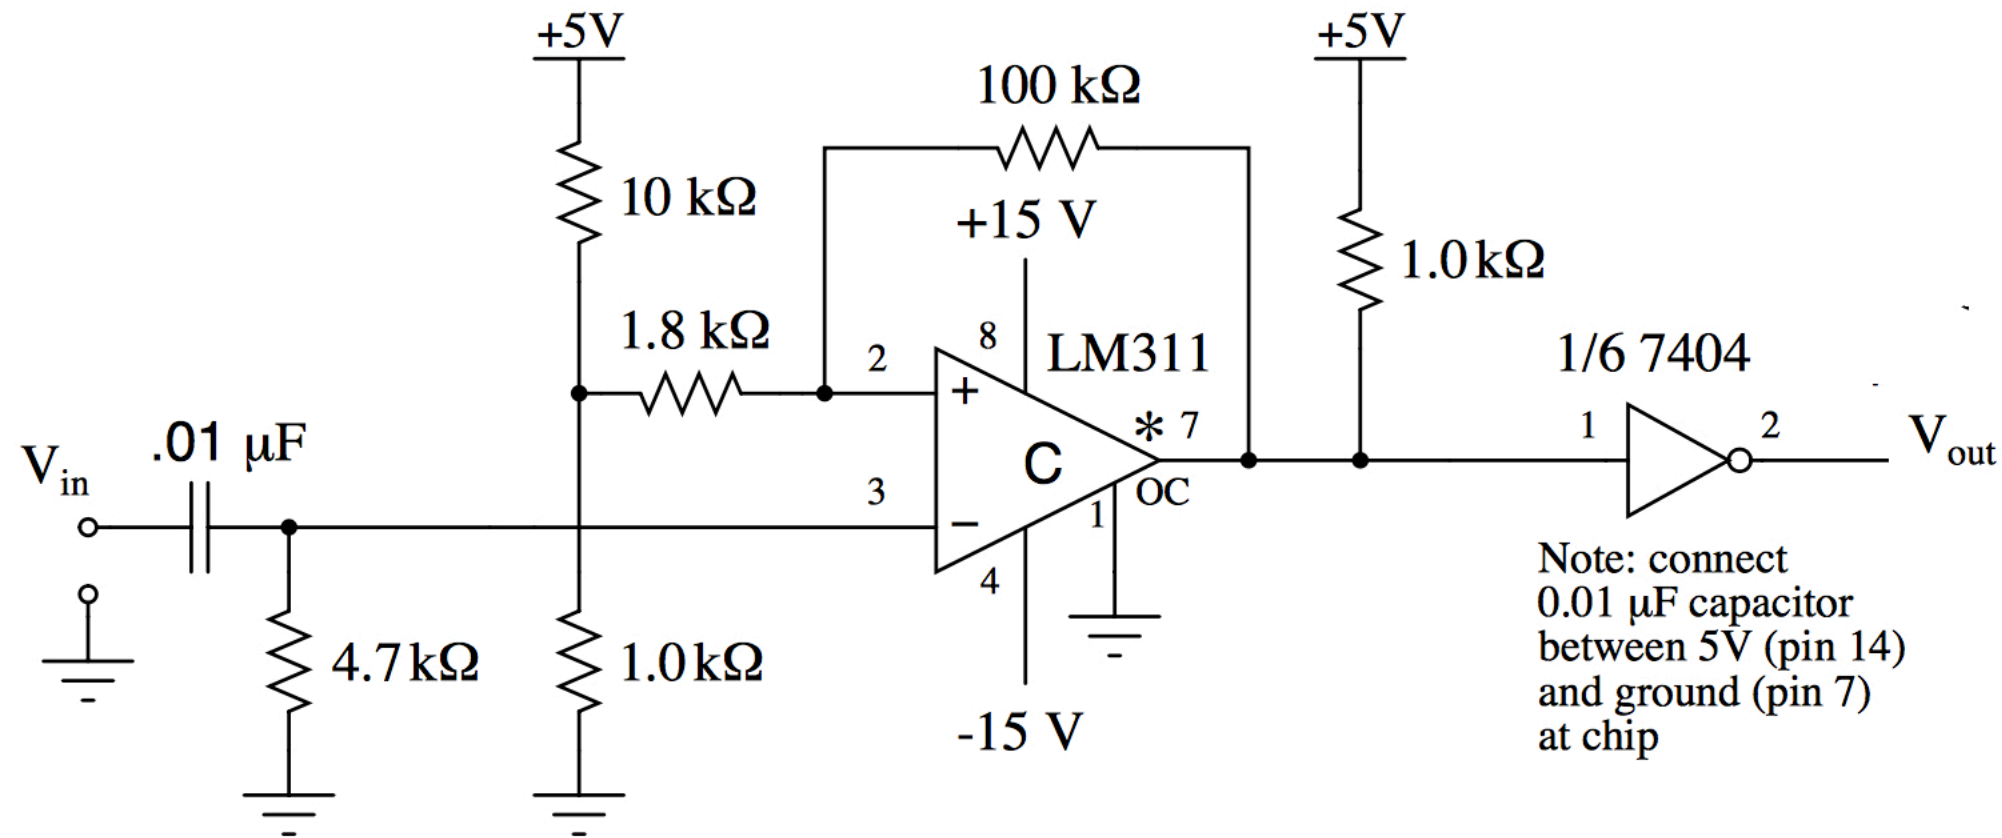 +5V
+5V
100 kΩ
10 kΩ
+15 V
1.0 kΩ
1.8 kΩ
8
LM311
2
+
1/6 7404
* 7
1
2
V_out
.01 µF
V_in
C
3
OC
−
1
4
4.7 kΩ
1.0 kΩ
-15 V
Note: connect
0.01 µF capacitor
between 5V (pin 14)
and ground (pin 7)
at chip